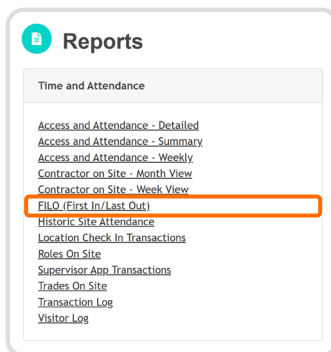 Reports
Time and Attendance
Access and Attendance - Detailed
Access and Attendance - Summary
Access and Attendance - Weekly
Contractor on Site - Month View
Contractor on Site - Week View
FILO (First In/Last Out)
Historic Site Attendance
Location Check In Transactions
Roles On Site
Supervisor App Transactions
Trades On Site
Transaction Log
Visitor Log